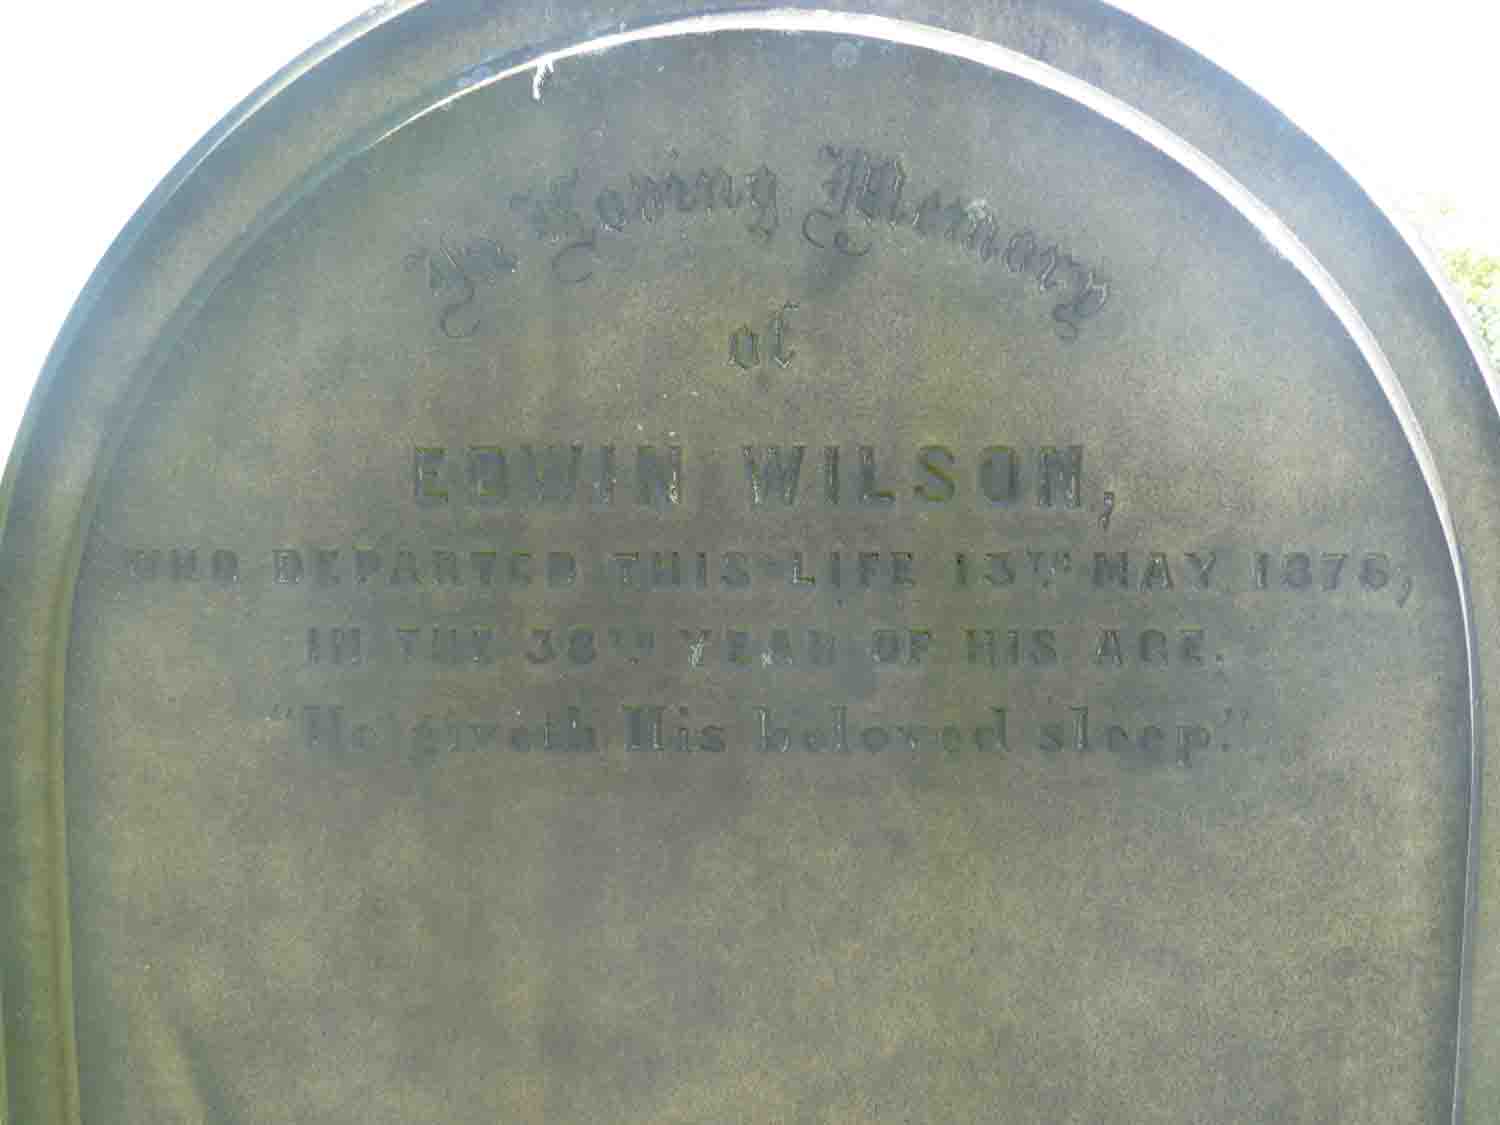 In Loving Memory
of
EDWIN WILSON,
WHO DEPARTED THIS LIFE 13TH MAY 1876,
IN THE 38TH YEAR OF HIS AGE.
"He giveth His beloved sleep."